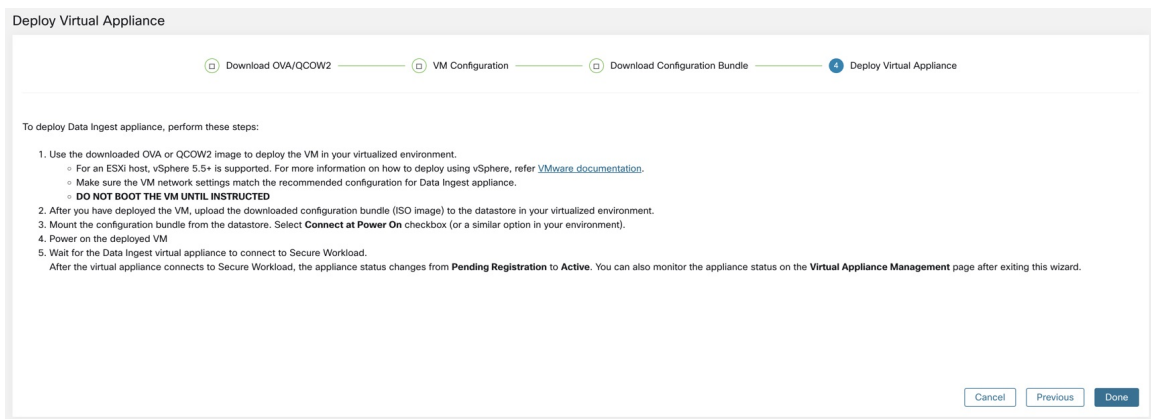 Deploy Virtual Appliance
Download OVA/QCOW2
VM Configuration
Download Configuration Bundle
4 Deploy Virtual Appliance
To deploy Data Ingest appliance, perform these steps:
1. Use the downloaded OVA or QCOW2 image to deploy the VM in your virtualized environment.
○ For an ESXi host, vSphere 5.5+ is supported. For more information on how to deploy using vSphere, refer VMware documentation.
○ Make sure the VM network settings match the recommended configuration for Data Ingest appliance.
○ DO NOT BOOT THE VM UNTIL INSTRUCTED
2. After you have deployed the VM, upload the downloaded configuration bundle (ISO image) to the datastore in your virtualized environment.
3. Mount the configuration bundle from the datastore. Select Connect at Power On checkbox (or a similar option in your environment).
4. Power on the deployed VM
5. Wait for the Data Ingest virtual appliance to connect to Secure Workload.
After the virtual appliance connects to Secure Workload, the appliance status changes from Pending Registration to Active. You can also monitor the appliance status on the Virtual Appliance Management page after exiting this wizard.
Cancel
Previous
Done